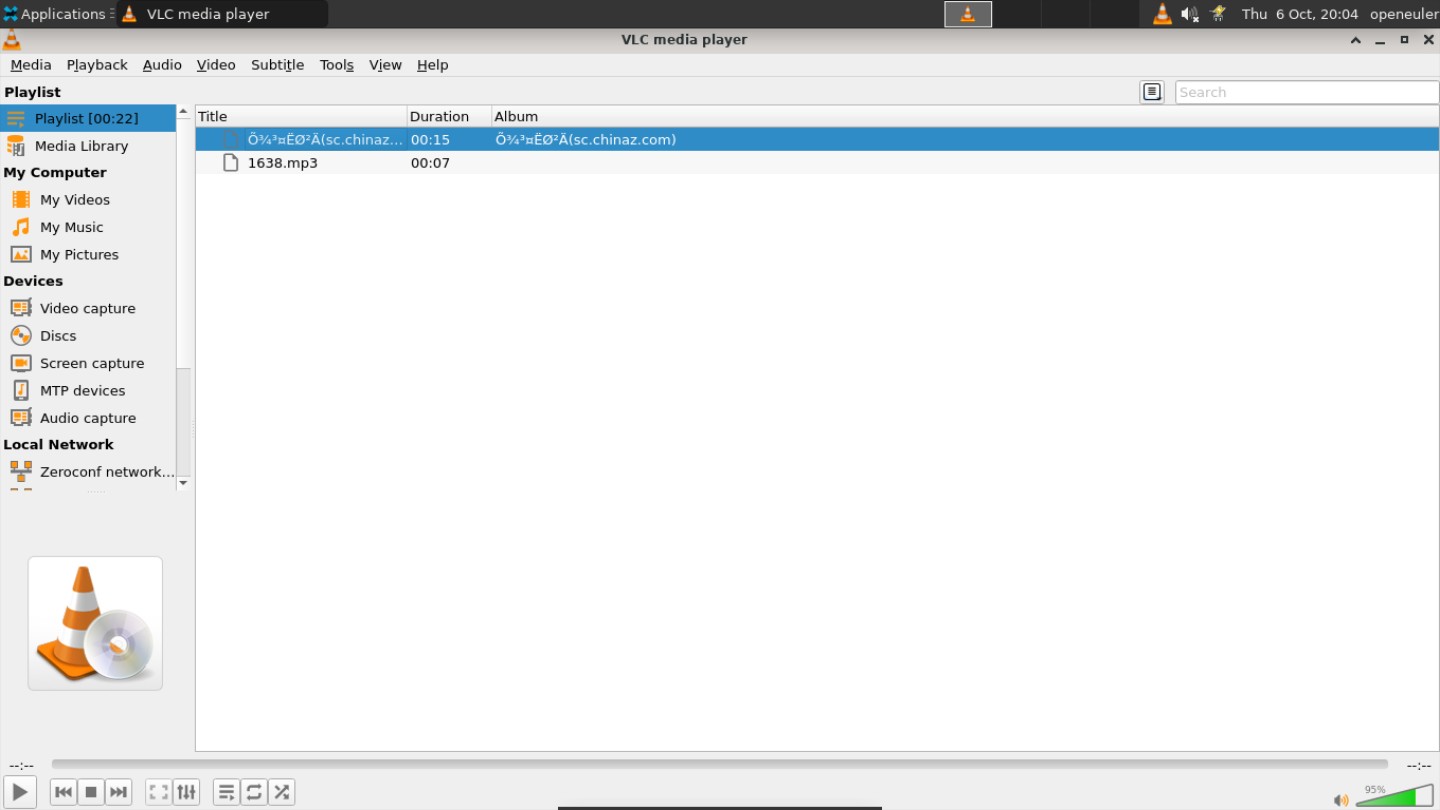 Applications VLC media player Thu 6 Oct, 20:04 openeuler
VLC media player
Media Playback Audio Video Subtitle Tools View Help
Playlist Search
Playlist [00:22] Title Duration Album
Media Library Ö¾³¤ËØ²Ä(sc.chinaz... 00:15 Ö¾³¤ËØ²Ä(sc.chinaz.com)
1638.mp3 00:07
My Computer
My Videos
My Music
My Pictures
Devices
Video capture
Discs
Screen capture
MTP devices
Audio capture
Local Network
Zeroconf network...
--:-- --:--
95%